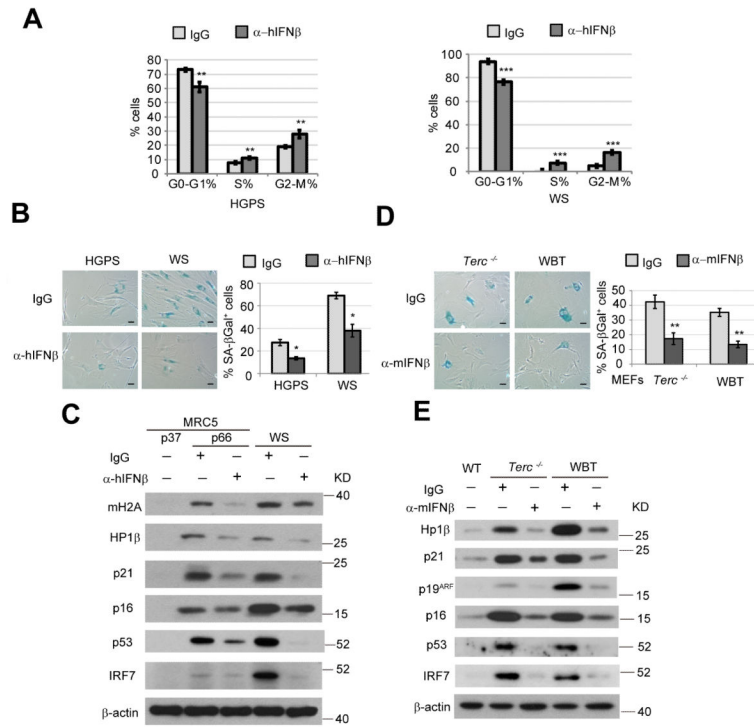 A
IgG
α-hIFNβ
80
70
60
50
40
30
20
10
0
% cells
**
**
**
G0-G1%
S%
G2-M%
HGPS
IgG
α-hIFNβ
100
80
60
40
20
0
% cells
***
***
***
G0-G1%
S%
G2-M%
WS
B
HGPS
WS
IgG
α-hIFNβ
IgG
α-hIFNβ
80
70
60
50
40
30
20
10
0
% SA-βGal+ cells
*
*
HGPS
WS
D
Terc -/-
WBT
IgG
α-mIFNβ
IgG
α-mIFNβ
50
40
30
20
10
0
% SA-βGal+ cells
**
**
MEFs
Terc -/-
WBT
C
MRC5
p37 p66 WS
IgG – + – + –
α-hIFNβ – – + – + KD
mH2A 40
HP1β 25
p21 25
p16 15
p53 52
IRF7 52
β-actin 40
E
WT Terc -/- WBT
IgG – + – + –
α-mIFNβ – – + – + KD
Hp1β 25
p21 25
p19ARF 15
p16 15
p53 52
IRF7 52
β-actin 40